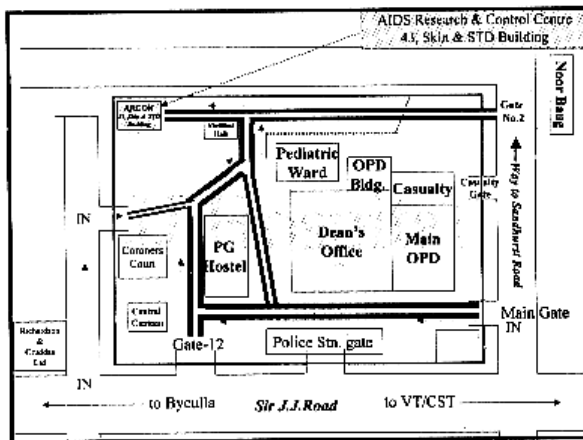 AIDS Research & Control Centre
43, Skin & STD Building
Noor Baug
ARCON
Building
Gate
No.2
Pediatric
Ward
OPD
Bldg.
Casualty
Casualty
Gate
Way to Sandhurst Road
IN
Coroners
Court
PG
Hostel
Dean's
Office
Main
OPD
Central
Canteen
Main Gate
IN
Richardson
&
Cruddas
Ltd
Gate-12
Police Stn. gate
IN
to Byculla
Sir J.J.Road
to VT/CST